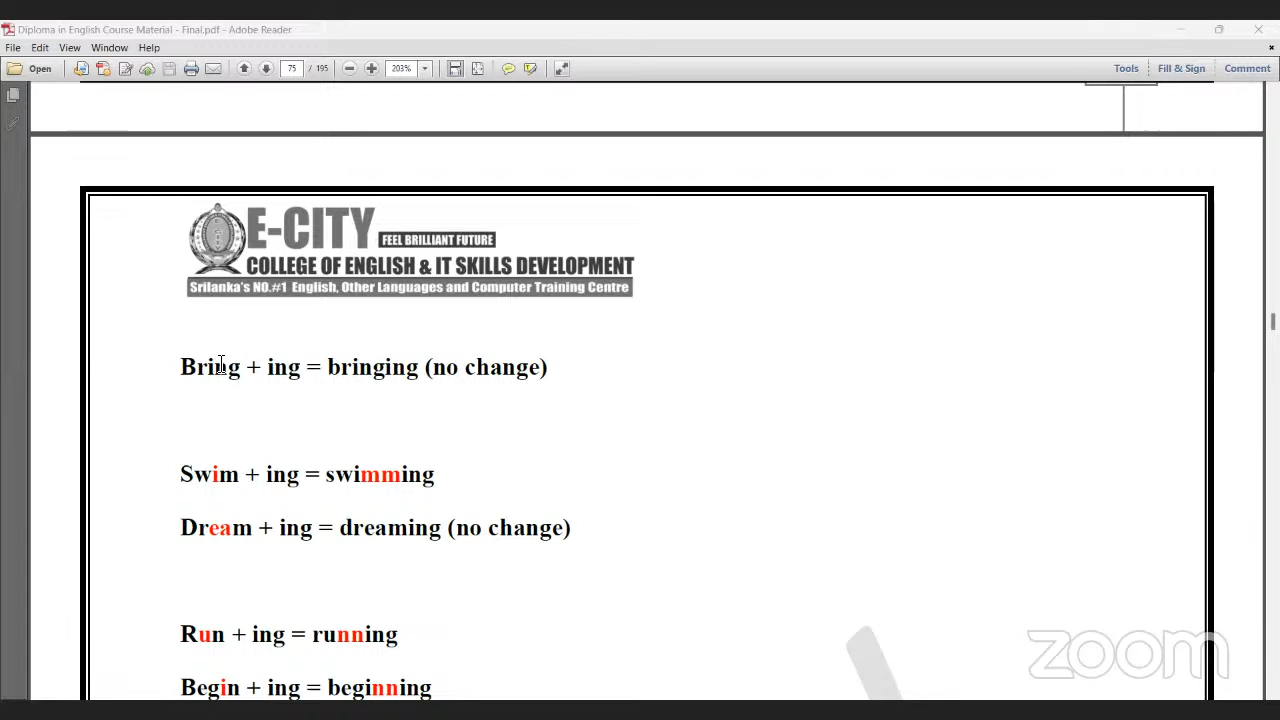 Diploma in English Course Material - Final.pdf - Adobe Reader
File Edit View Window Help
Open 75 / 195 203% Tools Fill & Sign Comment
E-CITY FEEL BRILLIANT FUTURE
COLLEGE OF ENGLISH & IT SKILLS DEVELOPMENT
Srilanka's NO.#1 English, Other Languages and Computer Training Centre
Bring + ing = bringing (no change)
Swim + ing = swimming
Dream + ing = dreaming (no change)
Run + ing = running
zoom
Begin + ing = beginning